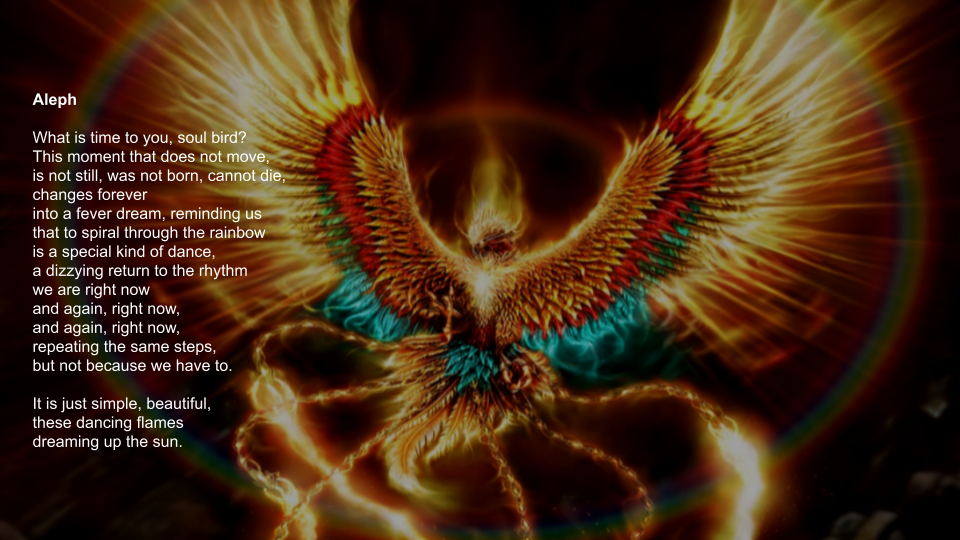 Aleph
What is time to you, soul bird?
This moment that does not move,
is not still, was not born, cannot die,
changes forever
into a fever dream, reminding us
that to spiral through the rainbow
is a special kind of dance,
a dizzying return to the rhythm
we are right now
and again, right now,
and again, right now,
repeating the same steps,
but not because we have to.
It is just simple, beautiful,
these dancing flames
dreaming up the sun.